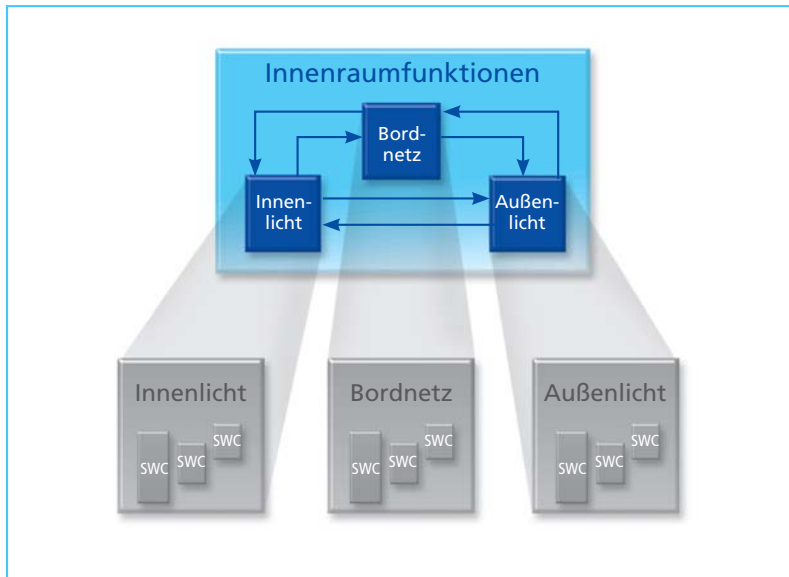 Innenraumfunktionen
Bord-
netz
Innen-
licht
Außen-
licht
Innenlicht
SWC
SWC
SWC
Bordnetz
SWC
SWC
SWC
Außenlicht
SWC
SWC
SWC